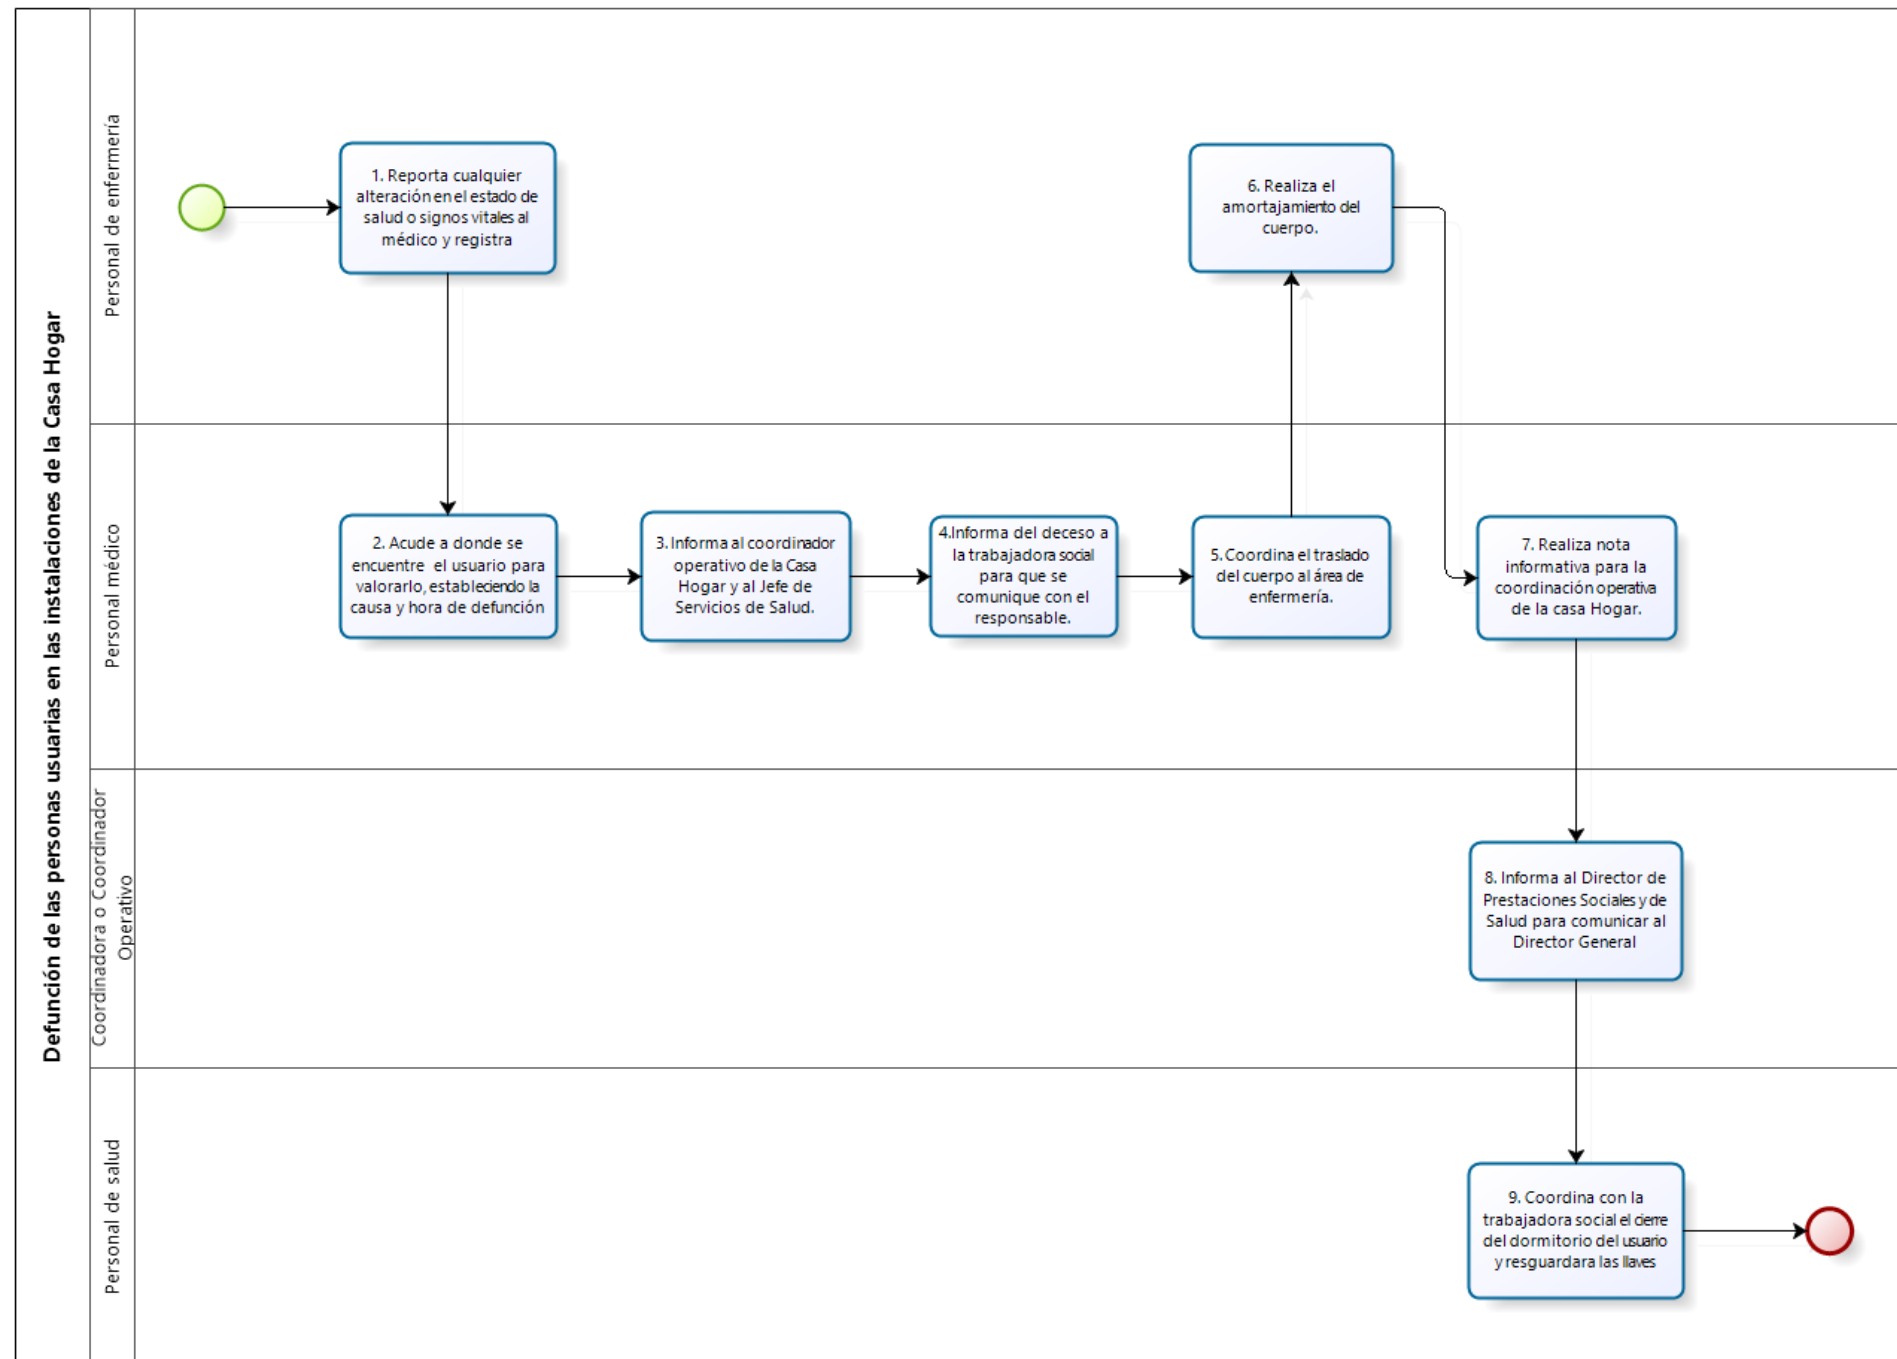 Defunción de las personas usuarias en las instalaciones de la Casa Hogar
Personal de enfermería
1. Reporta cualquier
alteración en el estado de
salud o signos vitales al
médico y registra
6. Realiza el
amortajamiento del
cuerpo.
Personal médico
2. Acude a donde se
encuentre el usuario para
valorarlo, estableciendo la
causa y hora de defunción
3. Informa al coordinador
operativo de la Casa
Hogar y al Jefe de
Servicios de Salud.
4.Informa del deceso a
la trabajadora social
para que se
comunique con el
responsable.
5. Coordina el traslado
del cuerpo al área de
enfermería.
7. Realiza nota
informativa para la
coordinación operativa
de la casa Hogar.
Coordinadora o Coordinador
Operativo
8. Informa al Director de
Prestaciones Sociales y de
Salud para comunicar al
Director General
Personal de salud
9. Coordina con la
trabajadora social el cierre
del dormitorio del usuario
y resguardara las llaves